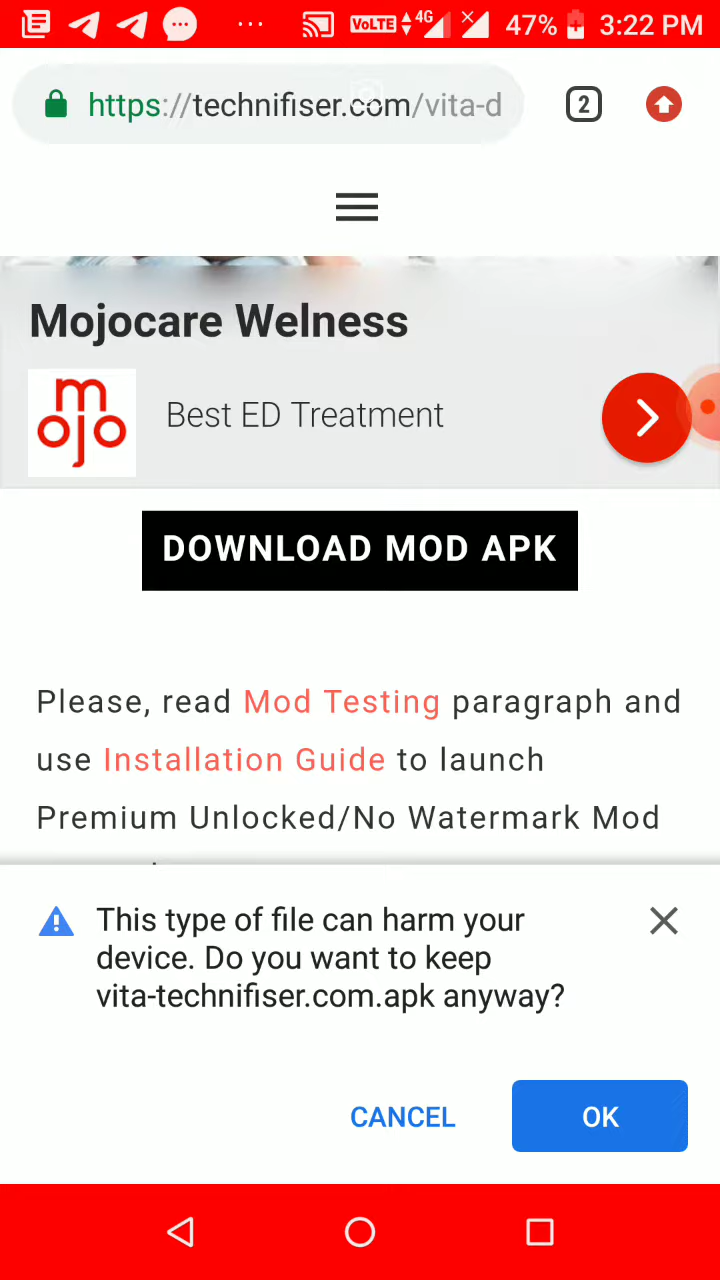 VoLTE 4G 47% 3:22 PM
https://technifiser.com/vita-d 2
Mojocare Welness
mojo
Best ED Treatment
DOWNLOAD MOD APK
Please, read Mod Testing paragraph and
use Installation Guide to launch
Premium Unlocked/No Watermark Mod
This type of file can harm your
device. Do you want to keep
vita-technifiser.com.apk anyway?
CANCEL OK